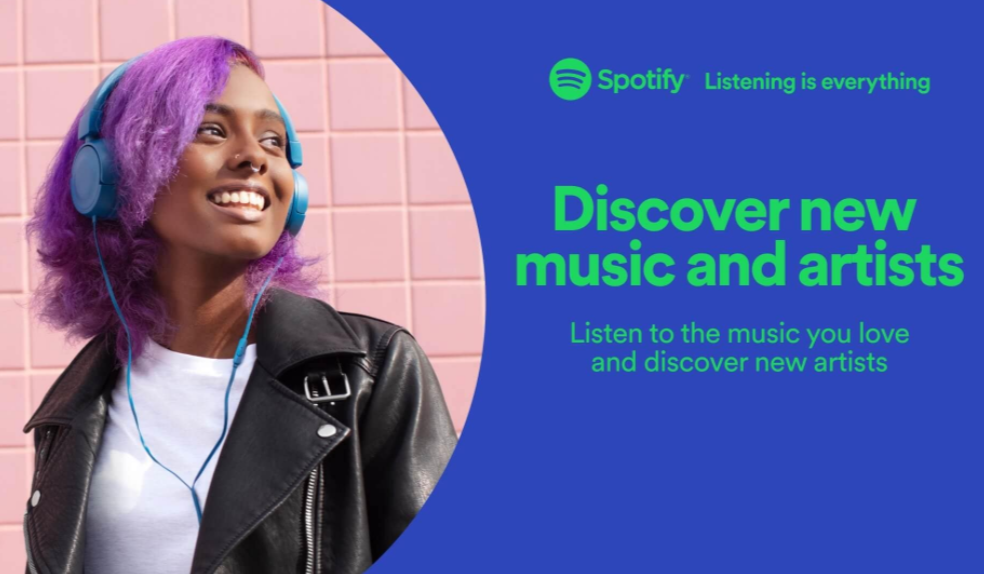 Spotify Listening is everything
Discover new
music and artists
Listen to the music you love
and discover new artists